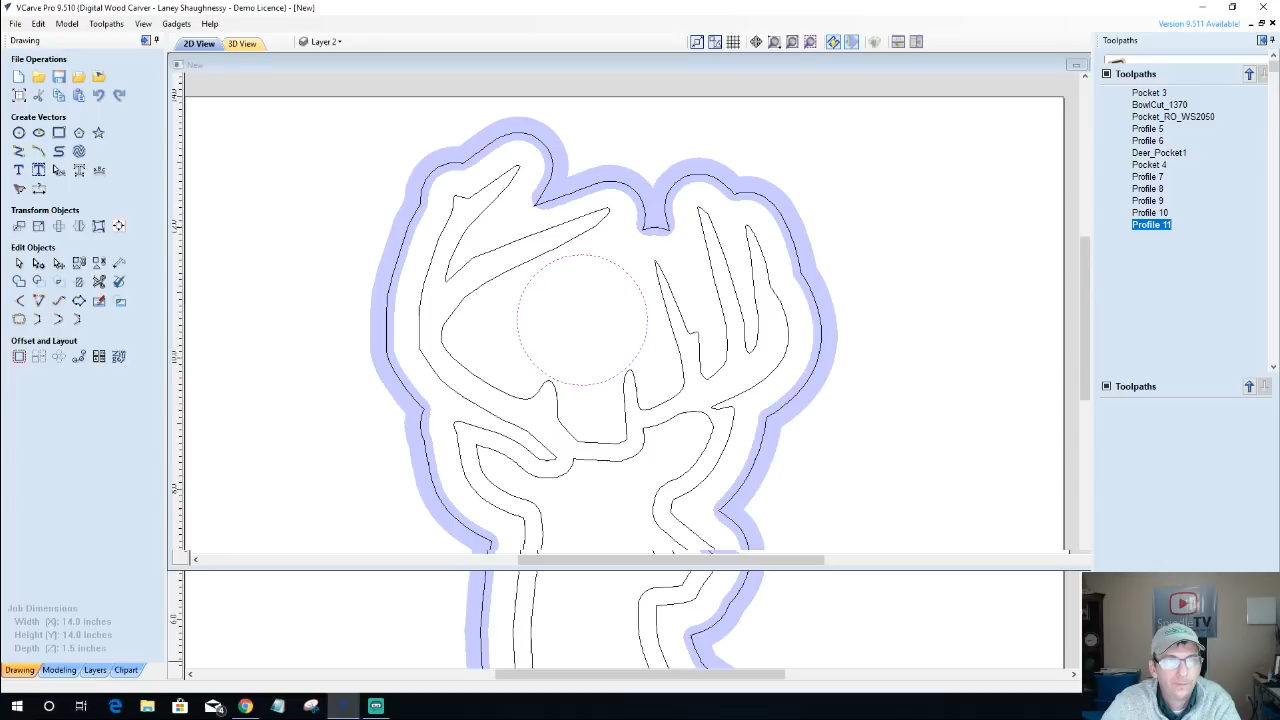 VCarve Pro 9.510 {Digital Wood Carver - Laney Shaughnessy - Demo Licence} - [New]
File Edit Model Toolpaths View Gadgets Help
Version 9.511 Available!
Drawing
2D View
3D View
Layer 2
Toolpaths
File Operations
New
Toolpaths
Pocket 3
BowlCut_1370
Pocket_RO_WS2050
Profile 5
Profile 6
Deer_Pocket1
Pocket 4
Profile 7
Profile 8
Profile 9
Profile 10
Profile 11
Create Vectors
Transform Objects
Edit Objects
Offset and Layout
Toolpaths
Job Dimensions
Width (X): 14.0 inches
Height (Y): 14.0 inches
Depth (Z): 1.5 inches
Drawing Modeling Layers Clipart
SpindleTV